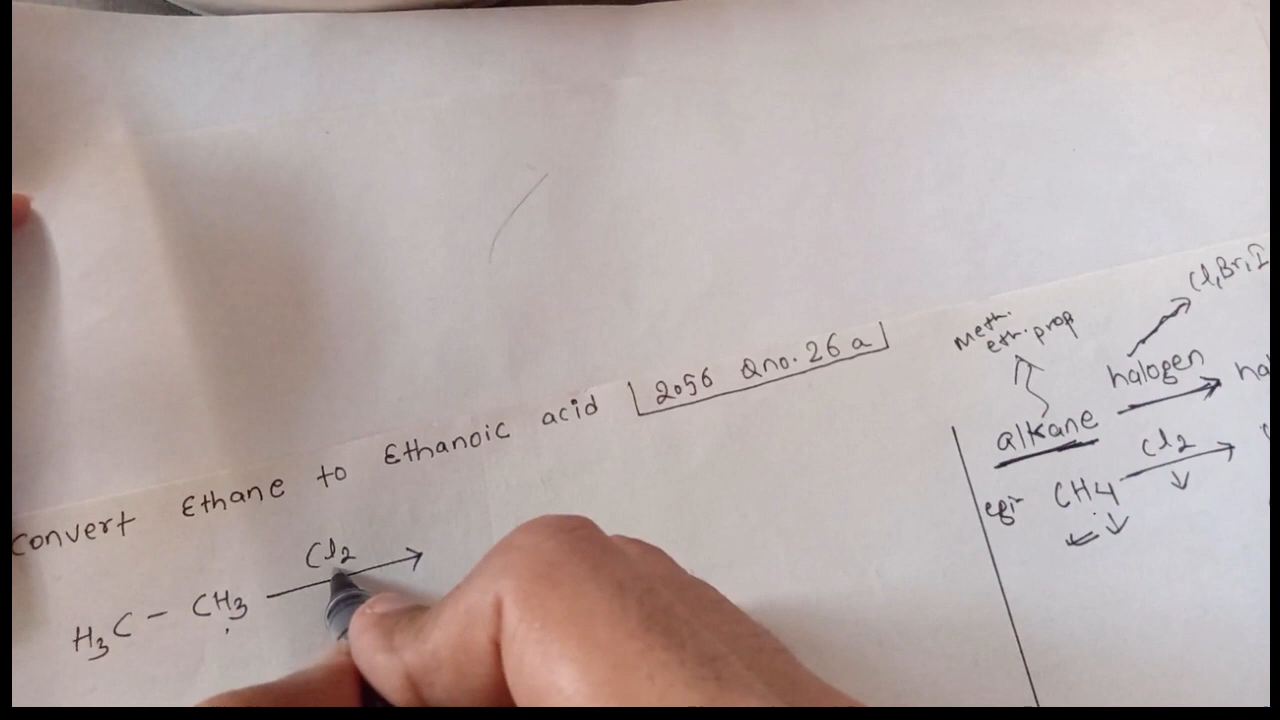 Convert Ethane to Ethanoic acid 2056 Qno. 26 a
H3C - CH3 Cl2 →
meth.
eth. prop
Cl, Br, I
alkane halogen →
eg:- CH4 Cl2 →